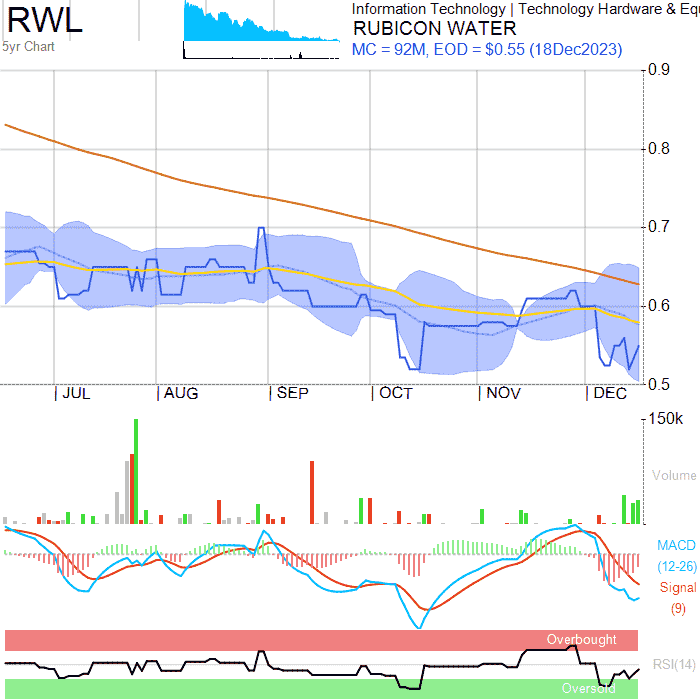 RWL
5yr Chart
Information Technology | Technology Hardware & Equ
RUBICON WATER
MC = 92M, EOD = $0.55 (18Dec2023)
0.9
0.8
0.7
0.6
0.5
| JUL | AUG | SEP | OCT | NOV | DEC
150k
Volume
MACD
(12-26)
Signal
(9)
Overbought
RSI(14)
Oversold